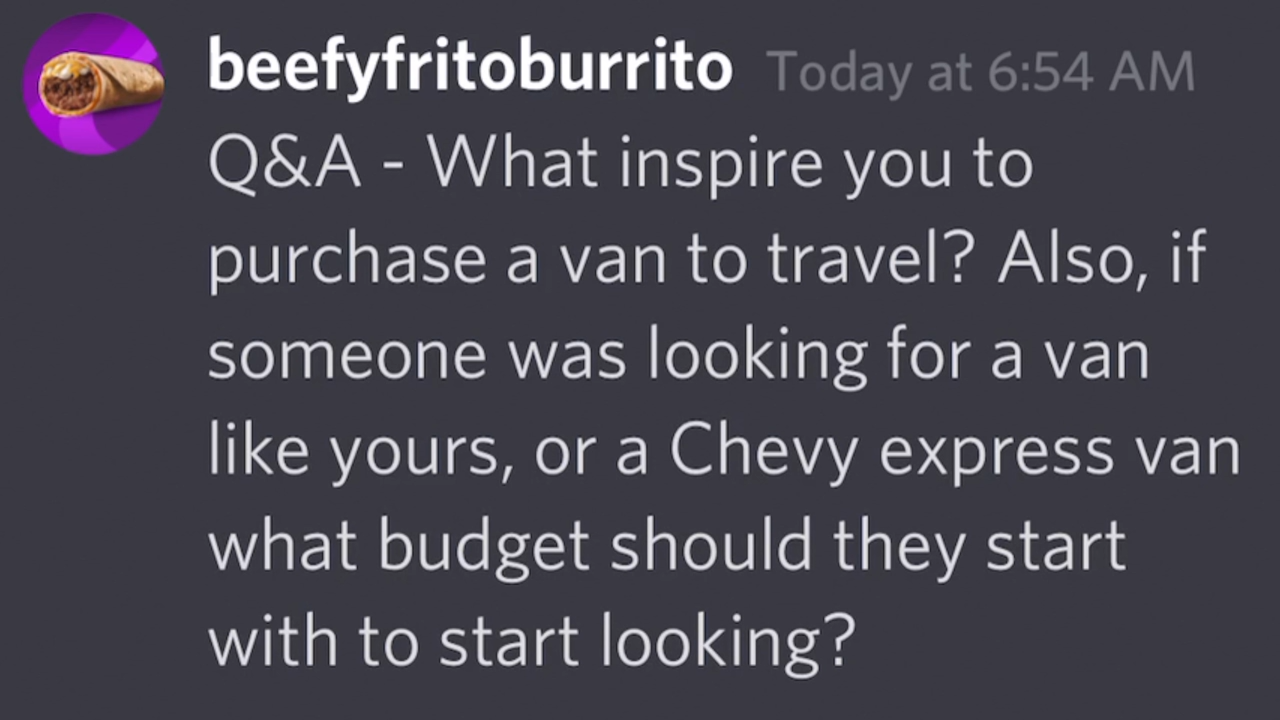 beefyfritoburrito Today at 6:54 AM
Q&A - What inspire you to
purchase a van to travel? Also, if
someone was looking for a van
like yours, or a Chevy express van
what budget should they start
with to start looking?